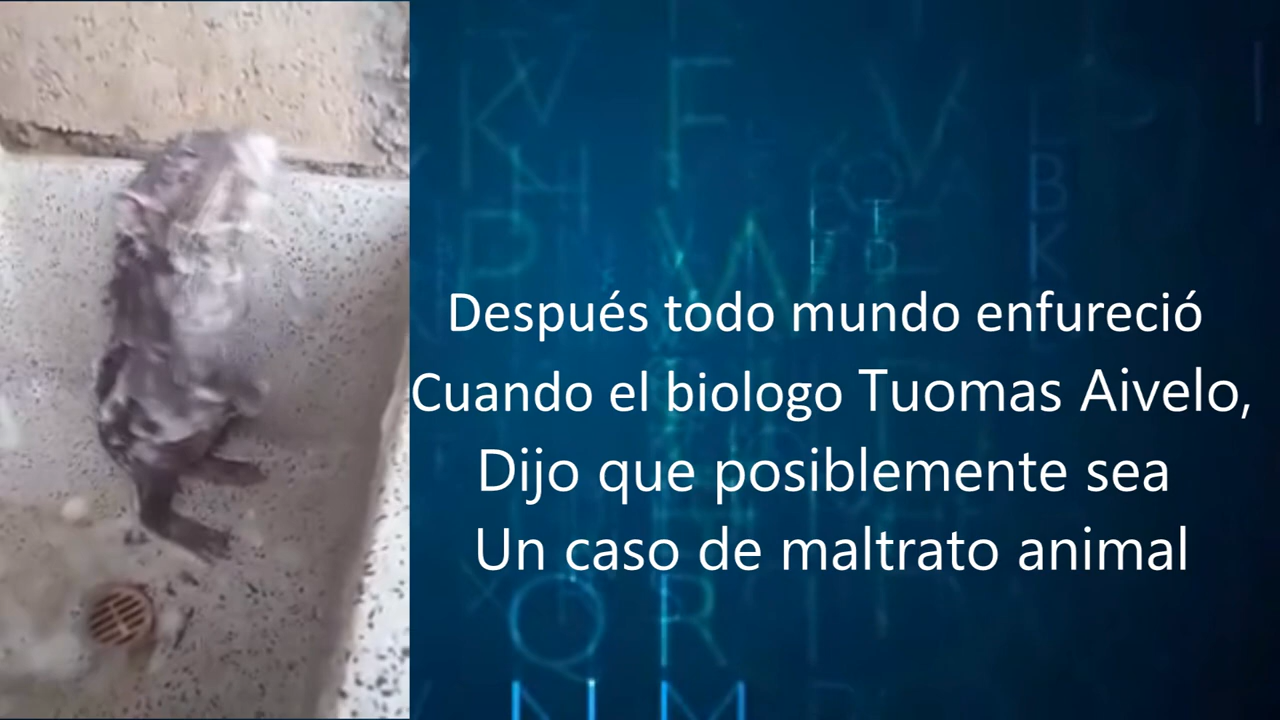 Después todo mundo enfureció
Cuando el biologo Tuomas Aivelo,
Dijo que posiblemente sea
Un caso de maltrato animal